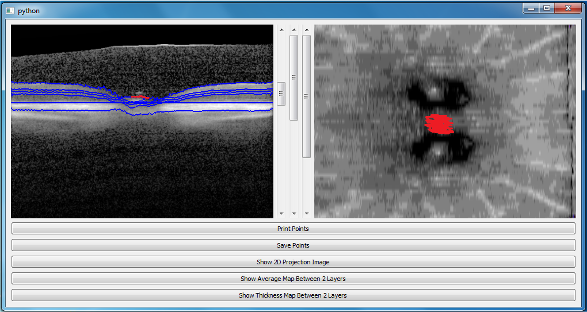 python
Print Points
Save Points
Show 2D Projection Image
Show Average Map Between 2 Layers
Show Thickness Map Between 2 Layers